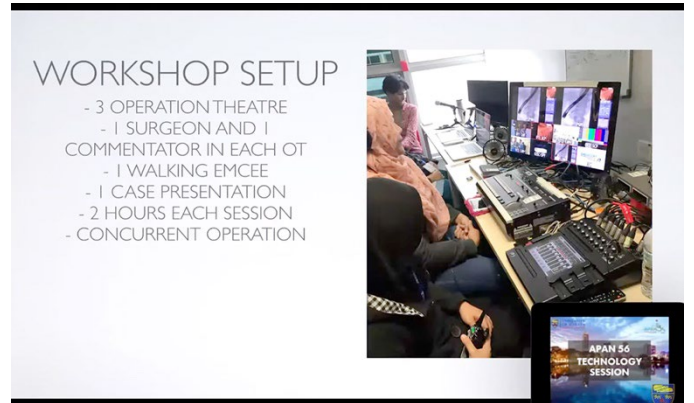 WORKSHOP SETUP
- 3 OPERATION THEATRE
- 1 SURGEON AND 1
COMMENTATOR IN EACH OT
- 1 WALKING EMCEE
- 1 CASE PRESENTATION
- 2 HOURS EACH SESSION
- CONCURRENT OPERATION
APAN 56
TECHNOLOGY
SESSION